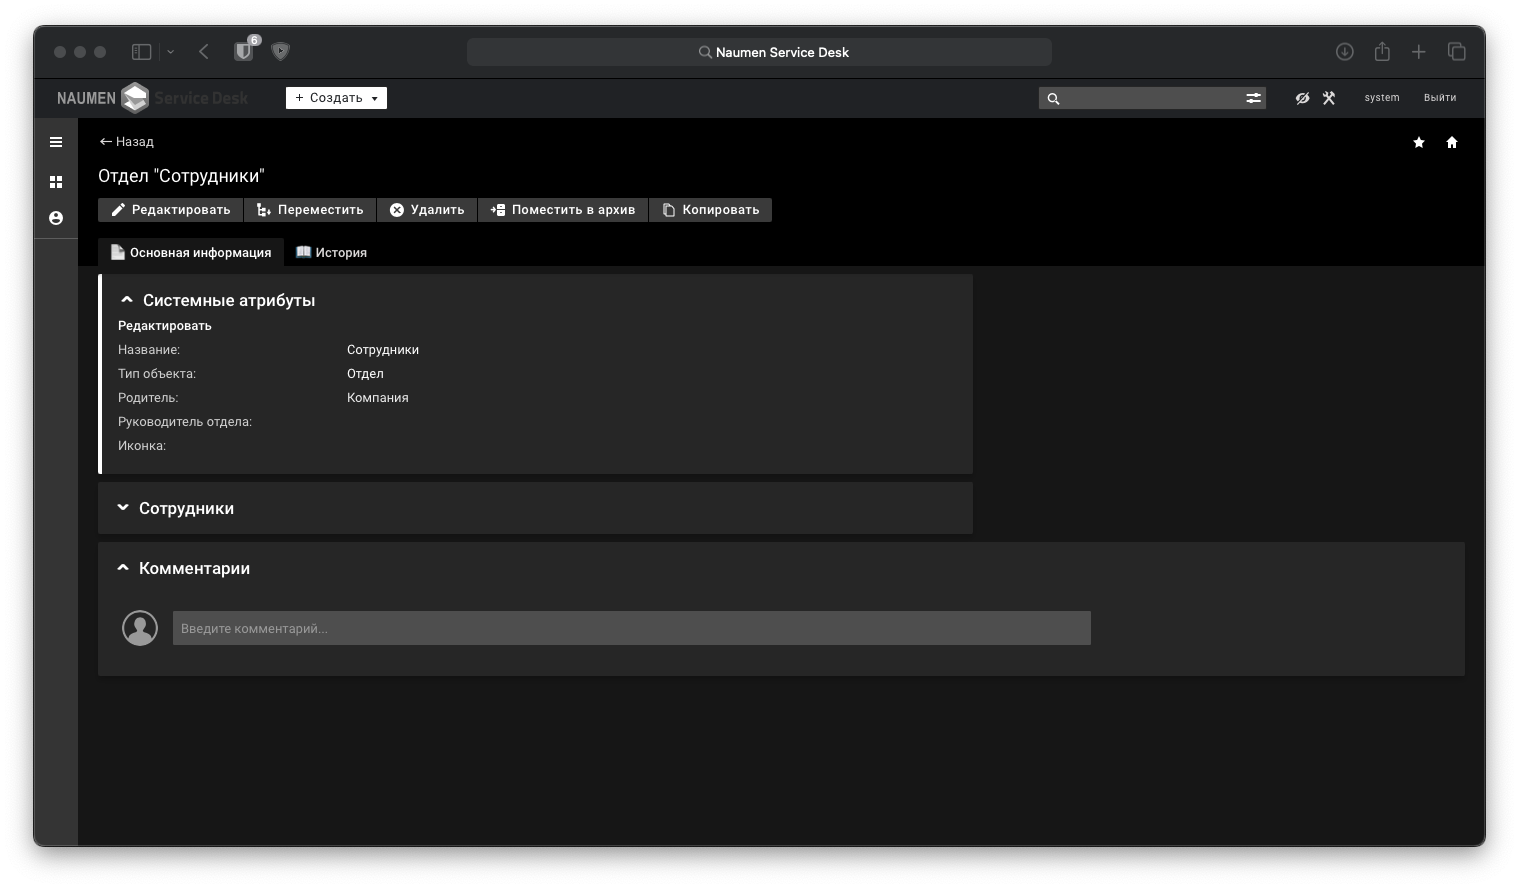 6
Naumen Service Desk
NAUMEN Service Desk
+ Создать
system
Выйти
← Назад
Отдел "Сотрудники"
Редактировать
Переместить
Удалить
Поместить в архив
Копировать
Основная информация
История
Системные атрибуты
Редактировать
Название: Сотрудники
Тип объекта: Отдел
Родитель: Компания
Руководитель отдела:
Иконка:
Сотрудники
Комментарии
Введите комментарий...